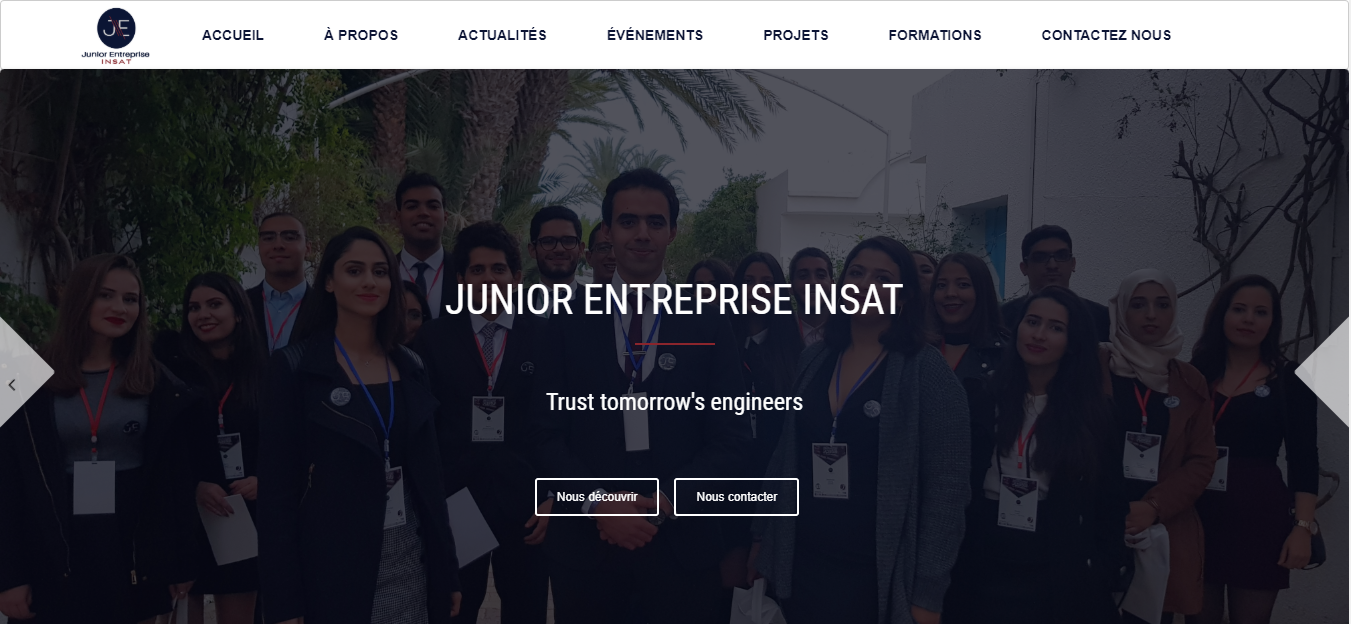 JE
Junior Entreprise
INSAT
ACCUEIL
À PROPOS
ACTUALITÉS
ÉVÉNEMENTS
PROJETS
FORMATIONS
CONTACTEZ NOUS
JUNIOR ENTREPRISE INSAT
Trust tomorrow's engineers
Nous découvrir
Nous contacter